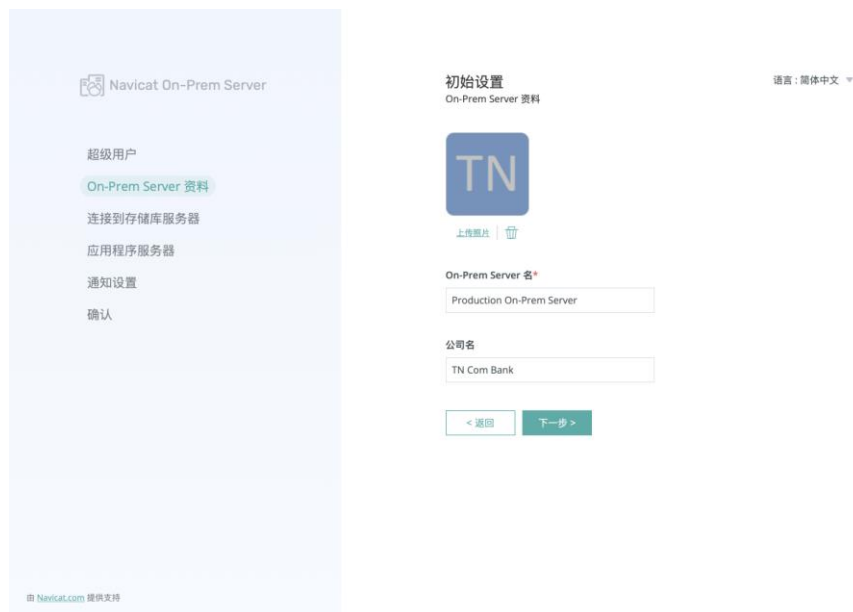 Navicat On-Prem Server
超级用户
On-Prem Server 资料
连接到存储库服务器
应用程序服务器
通知设置
确认
由 Navicat.com 提供支持
初始设置
On-Prem Server 资料
语言 : 简体中文
TN
上传照片
On-Prem Server 名*
Production On-Prem Server
公司名
TN Com Bank
< 返回
下一步 >